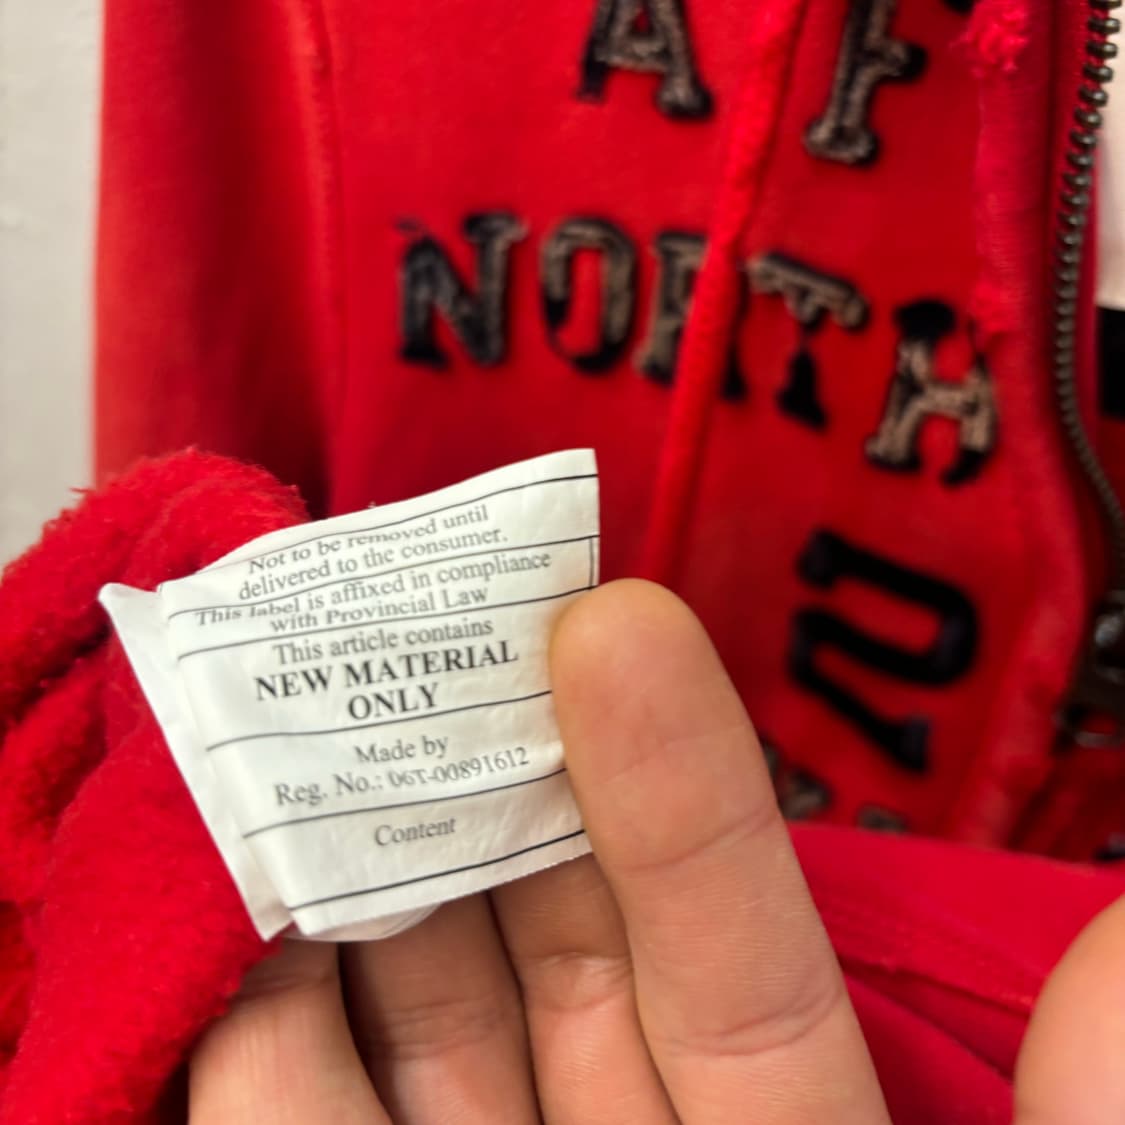 A F
NORTH
Not to be removed until
delivered to the consumer.
This label is affixed in compliance
with Provincial Law
This article contains
NEW MATERIAL
ONLY
Made by
Reg. No.: 06T-00891612
Content